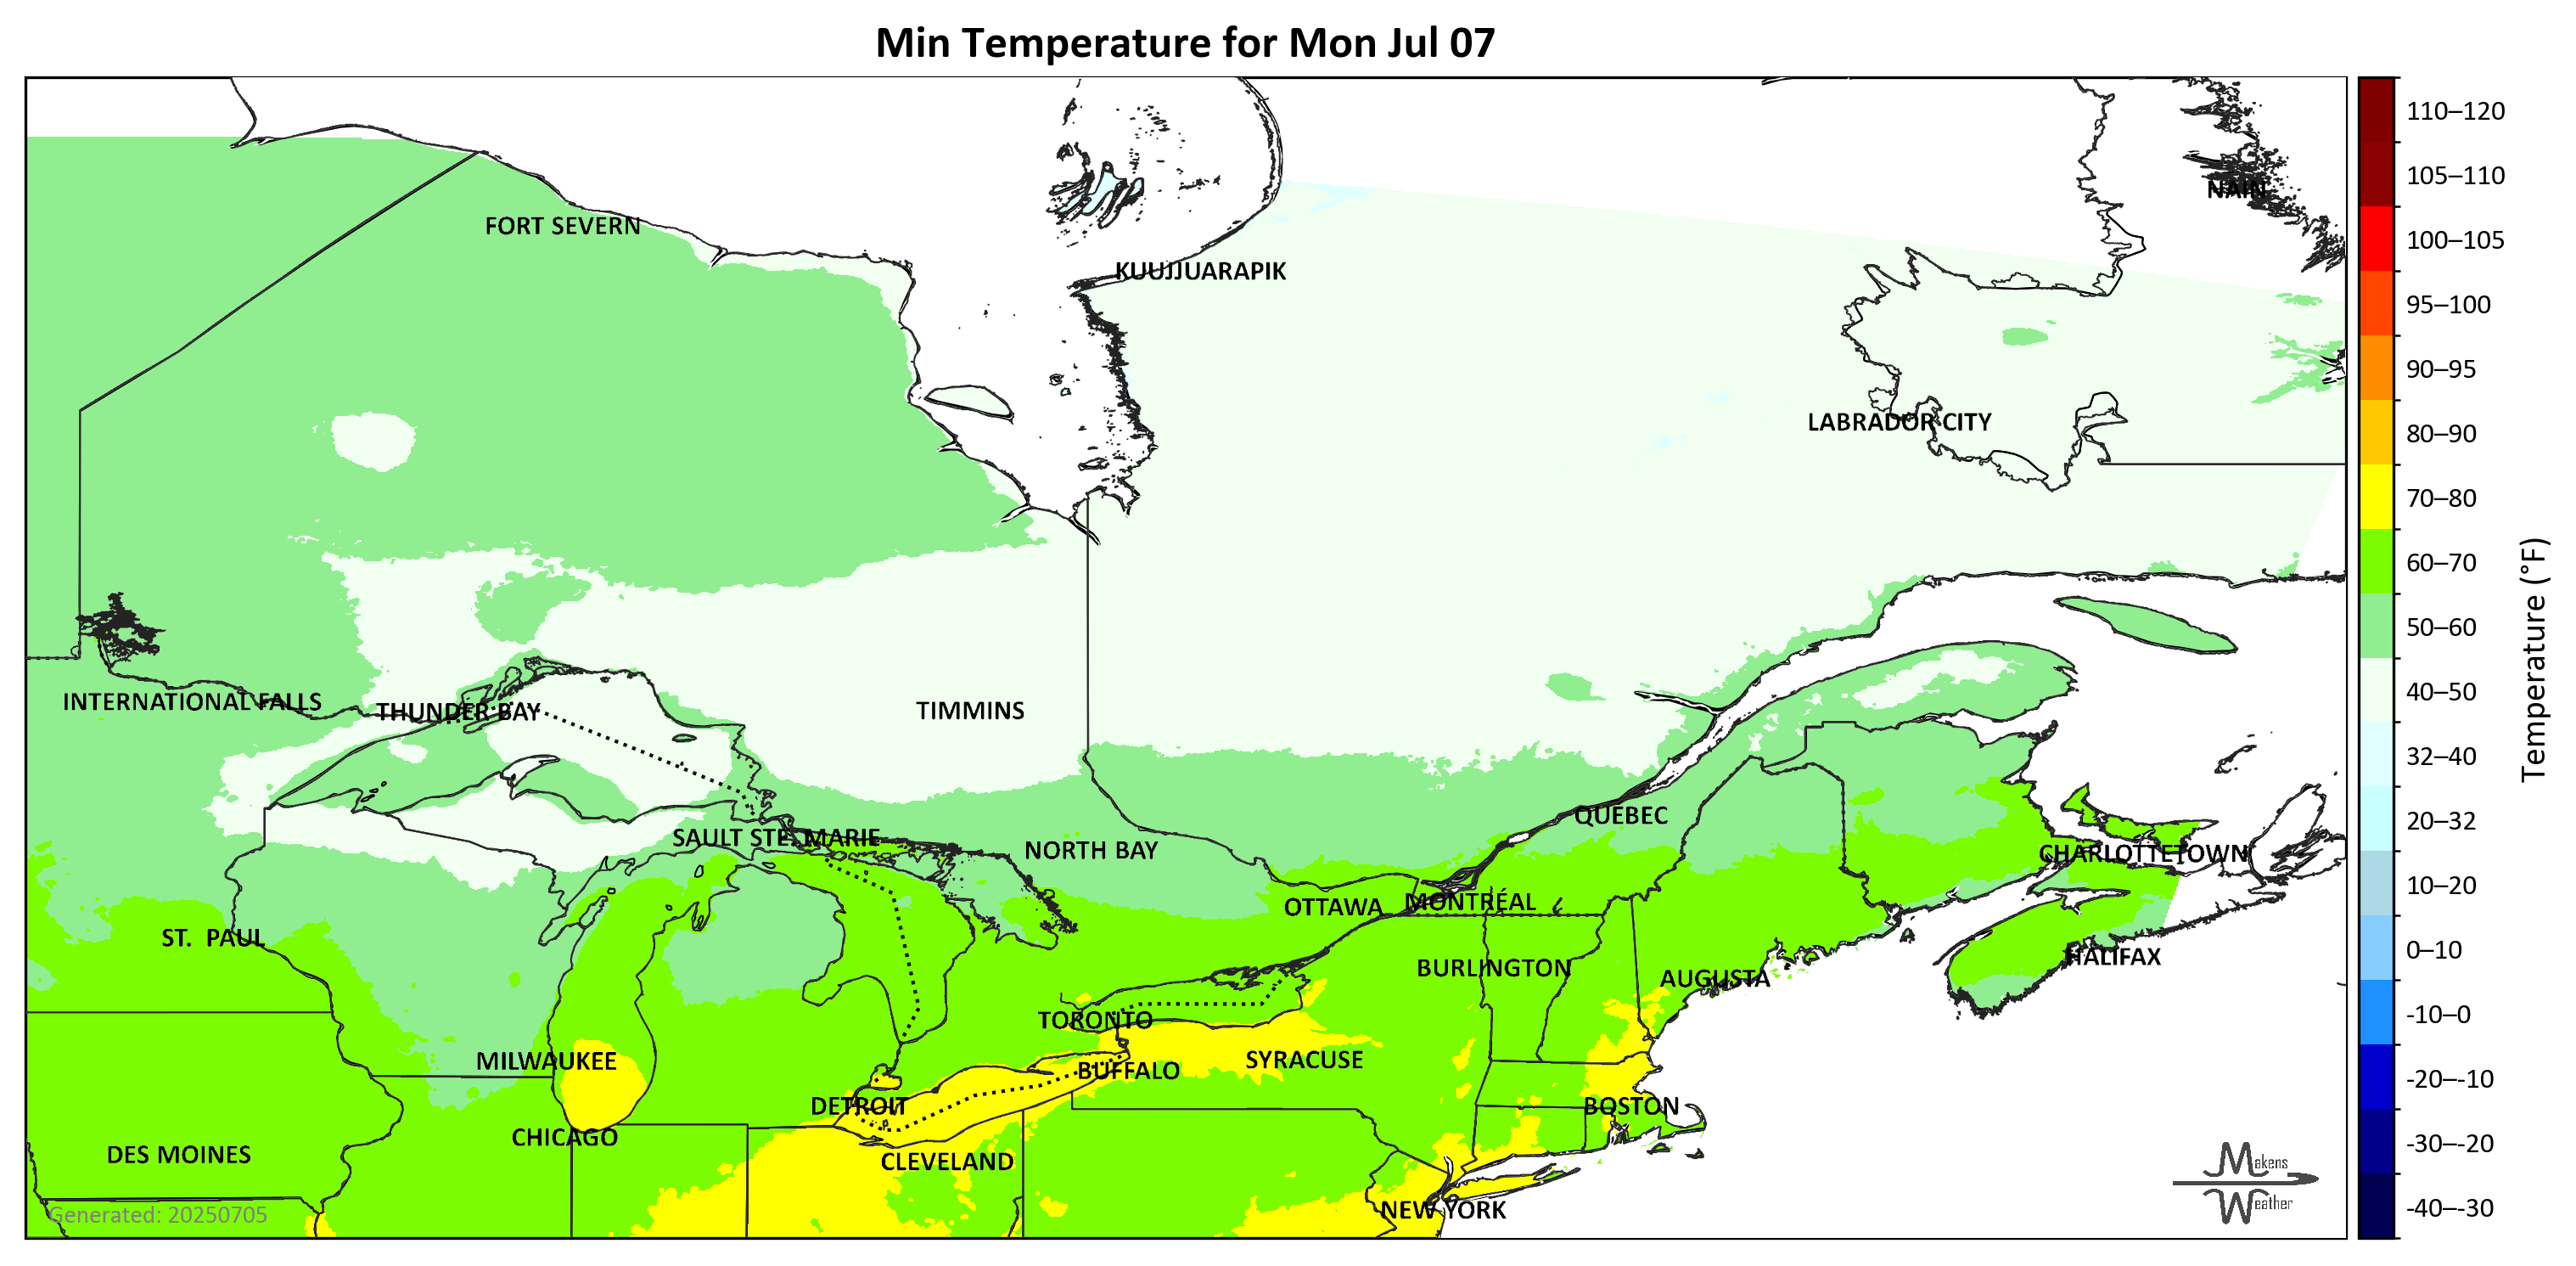 Min Temperature for Mon Jul 07
NAIN
FORT SEVERN
KUUJJUARAPIK
LABRADOR CITY
INTERNATIONAL FALLS
THUNDER BAY
TIMMINS
QUÉBEC
SAULT STE. MARIE
NORTH BAY
CHARLOTTETOWN
OTTAWA
MONTRÉAL
ST. PAUL
HALIFAX
BURLINGTON
AUGUSTA
TORONTO
MILWAUKEE
SYRACUSE
BUFFALO
DETROIT
BOSTON
CHICAGO
DES MOINES
CLEVELAND
NEW YORK
Generated: 20250705
Makens
Weather
110–120
105–110
100–105
95–100
90–95
80–90
70–80
60–70
50–60
40–50
32–40
20–32
10–20
0–10
-10–0
-20–-10
-30–-20
-40–-30
Temperature (°F)